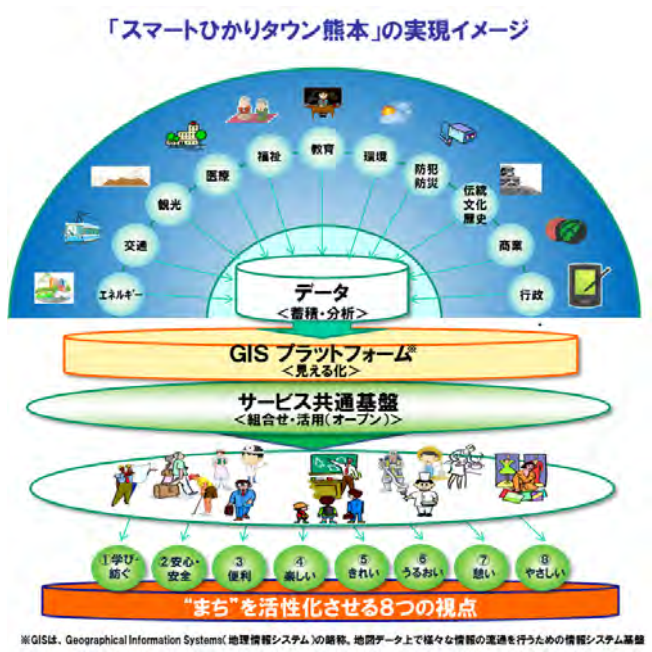 「スマートひかりタウン熊本」の実現イメージ
エネルギー
交通
観光
医療
福祉
教育
環境
防犯
防災
伝統
文化
歴史
商業
行政
データ
<蓄積・分析>
GIS プラットフォーム※
<見える化>
サービス共通基盤
<組合せ・活用(オープン)>
①学び・
紡ぐ
②安心・
安全
③
便利
④
楽しい
⑤
きれい
⑥
うるおい
⑦
憩い
⑧
やさしい
“まち”を活性化させる8つの視点
※GISは、Geographical Information Systems(地理情報システム)の略称。地図データ上で様々な情報の流通を行うための情報システム基盤